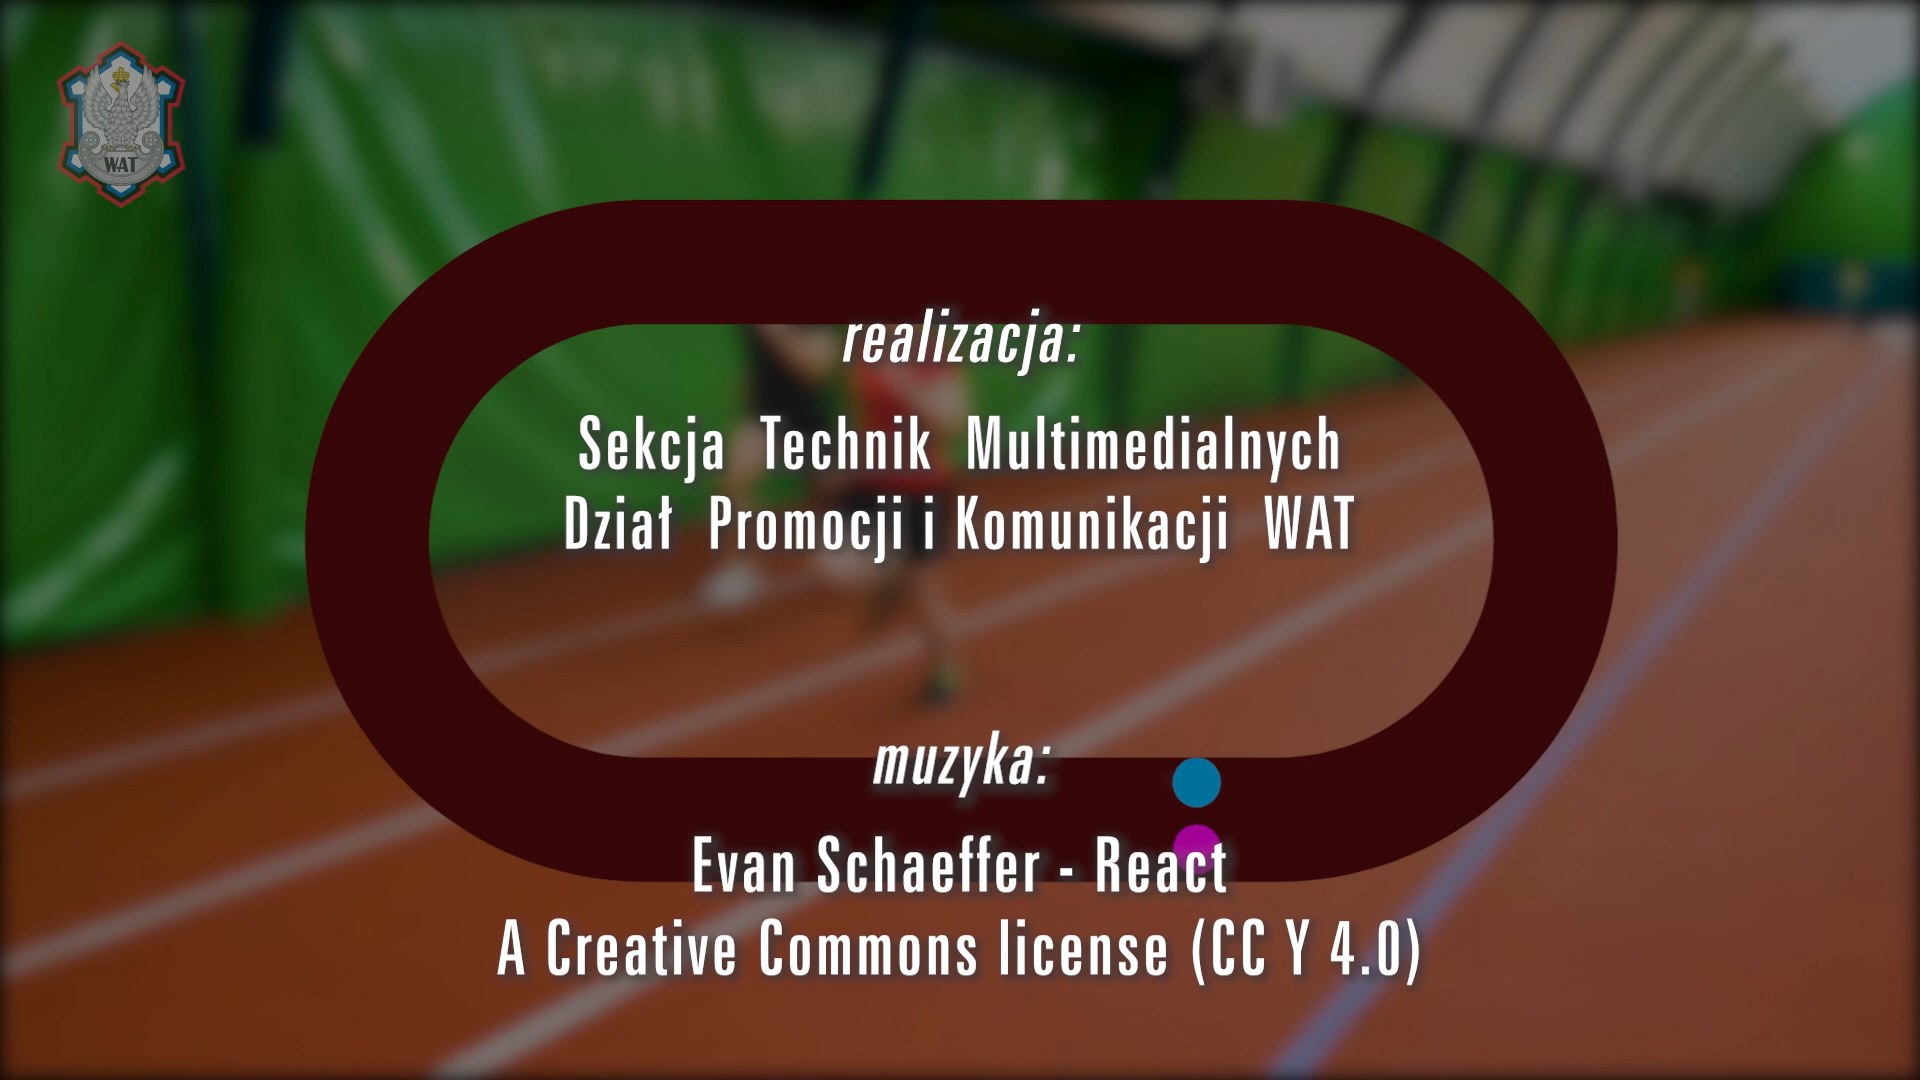 WAT
realizacja:
Sekcja Technik Multimedialnych
Dział Promocji i Komunikacji WAT
muzyka:
Evan Schaeffer - React
A Creative Commons license (CC Y 4.0)